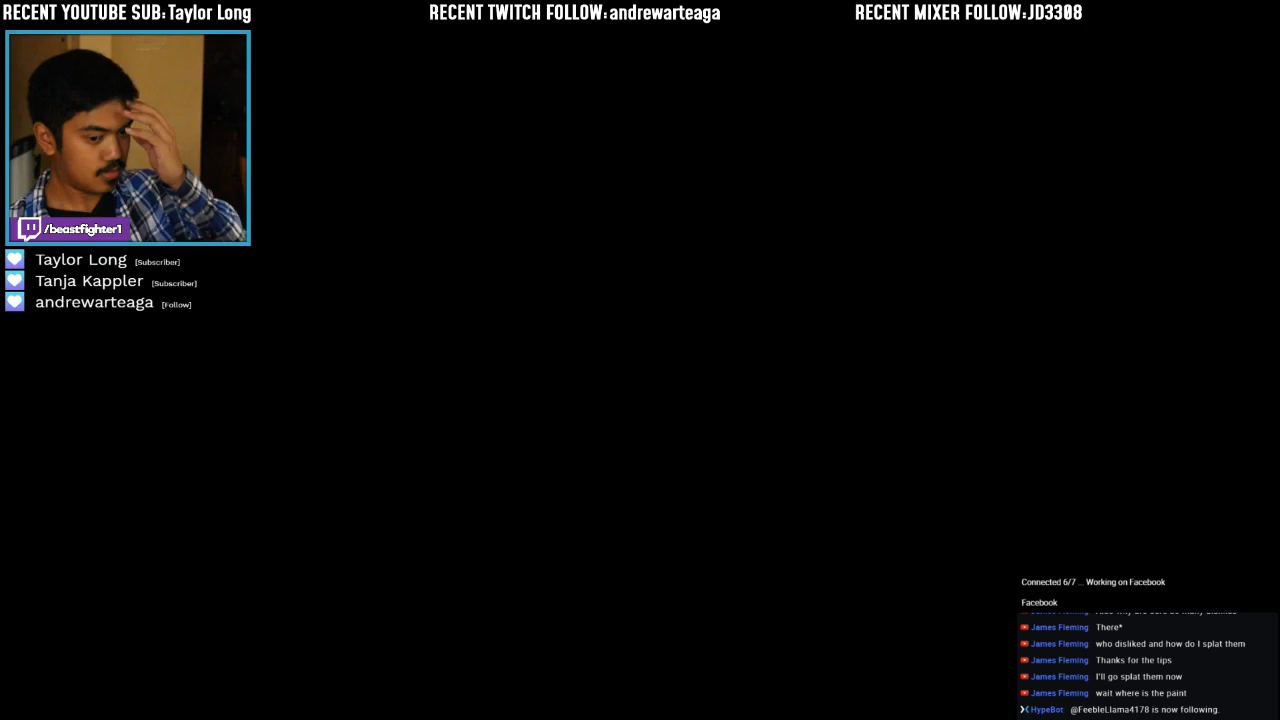 RECENT YOUTUBE SUB:Taylor Long
RECENT TWITCH FOLLOW:andrewarteaga
RECENT MIXER FOLLOW:JD3308
/beastfighter1
Taylor Long [Subscriber]
Tanja Kappler [Subscriber]
andrewarteaga [Follow]
Connected 6/7 ... Working on Facebook
Facebook
James Fleming There*
James Fleming who disliked and how do I splat them
James Fleming Thanks for the tips
James Fleming I'll go splat them now
James Fleming wait where is the paint
HypeBot @FeebleLlama4178 is now following.